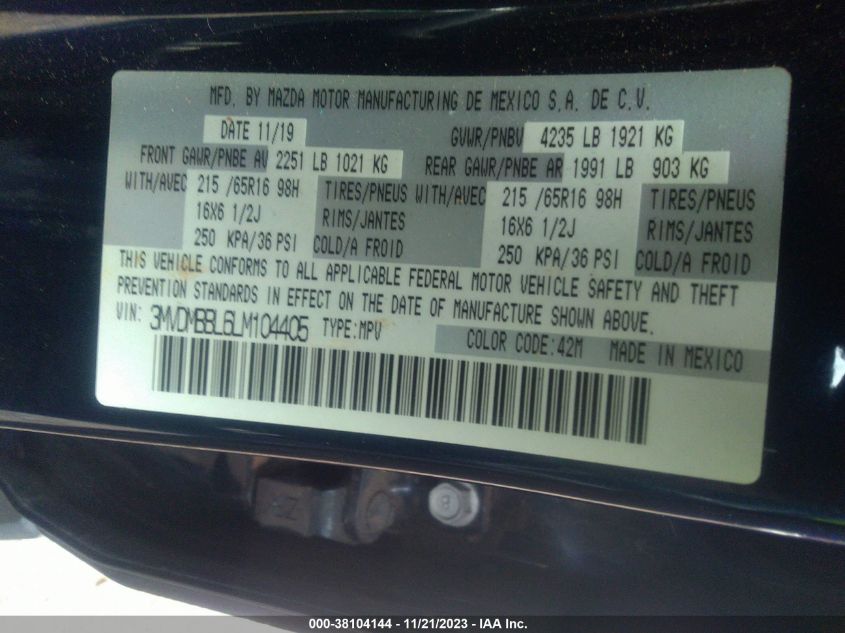 MFD. BY MAZDA MOTOR MANUFACTURING DE MEXICO S.A. DE C.V.
DATE 11/19 GVWR/PNBV 4235 LB 1921 KG
FRONT GAWR/PNBE AV 2251 LB 1021 KG REAR GAWR/PNBE AR 1991 LB 903 KG
WITH/AVEC 215 /65R16 98H TIRES/PNEUS WITH/AVEC 215 /65R16 98H TIRES/PNEUS
16X6 1/2J RIMS/JANTES 16X6 1/2J RIMS/JANTES
250 KPA/36 PSI COLD/A FROID 250 KPA/36 PSI COLD/A FROID
THIS VEHICLE CONFORMS TO ALL APPLICABLE FEDERAL MOTOR VEHICLE SAFETY AND THEFT
PREVENTION STANDARDS IN EFFECT ON THE DATE OF MANUFACTURE SHOWN ABOVE.
VIN: 3MVDMBBL6LM104405 TYPE:MPV
COLOR CODE:42M MADE IN MEXICO
8
000-38104144 - 11/21/2023 - IAA Inc.